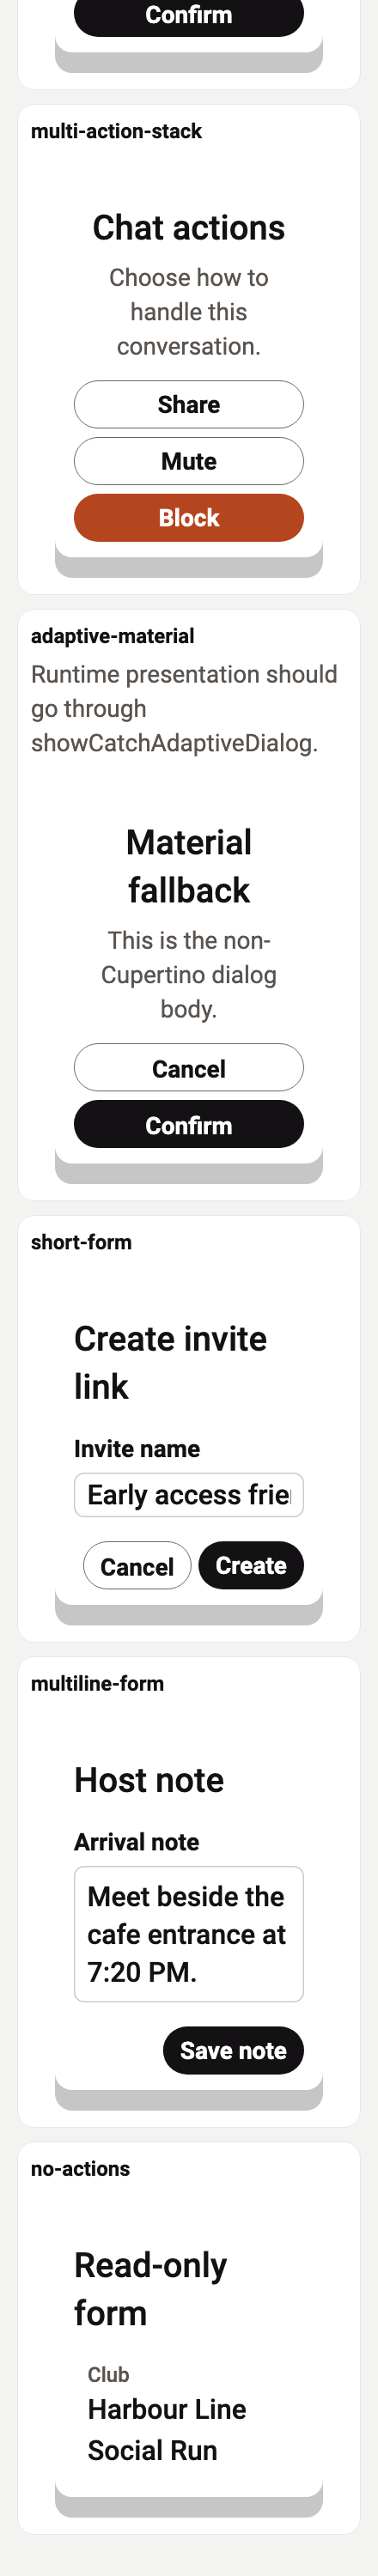 Confirm
multi-action-stack
Chat actions
Choose how to
handle this
conversation.
Share
Mute
Block
adaptive-material
Runtime presentation should
go through
showCatchAdaptiveDialog.
Material
fallback
This is the non-
Cupertino dialog
body.
Cancel
Confirm
short-form
Create invite
link
Invite name
Early access frie
Cancel
Create
multiline-form
Host note
Arrival note
Meet beside the
cafe entrance at
7:20 PM.
Save note
no-actions
Read-only
form
Club
Harbour Line
Social Run